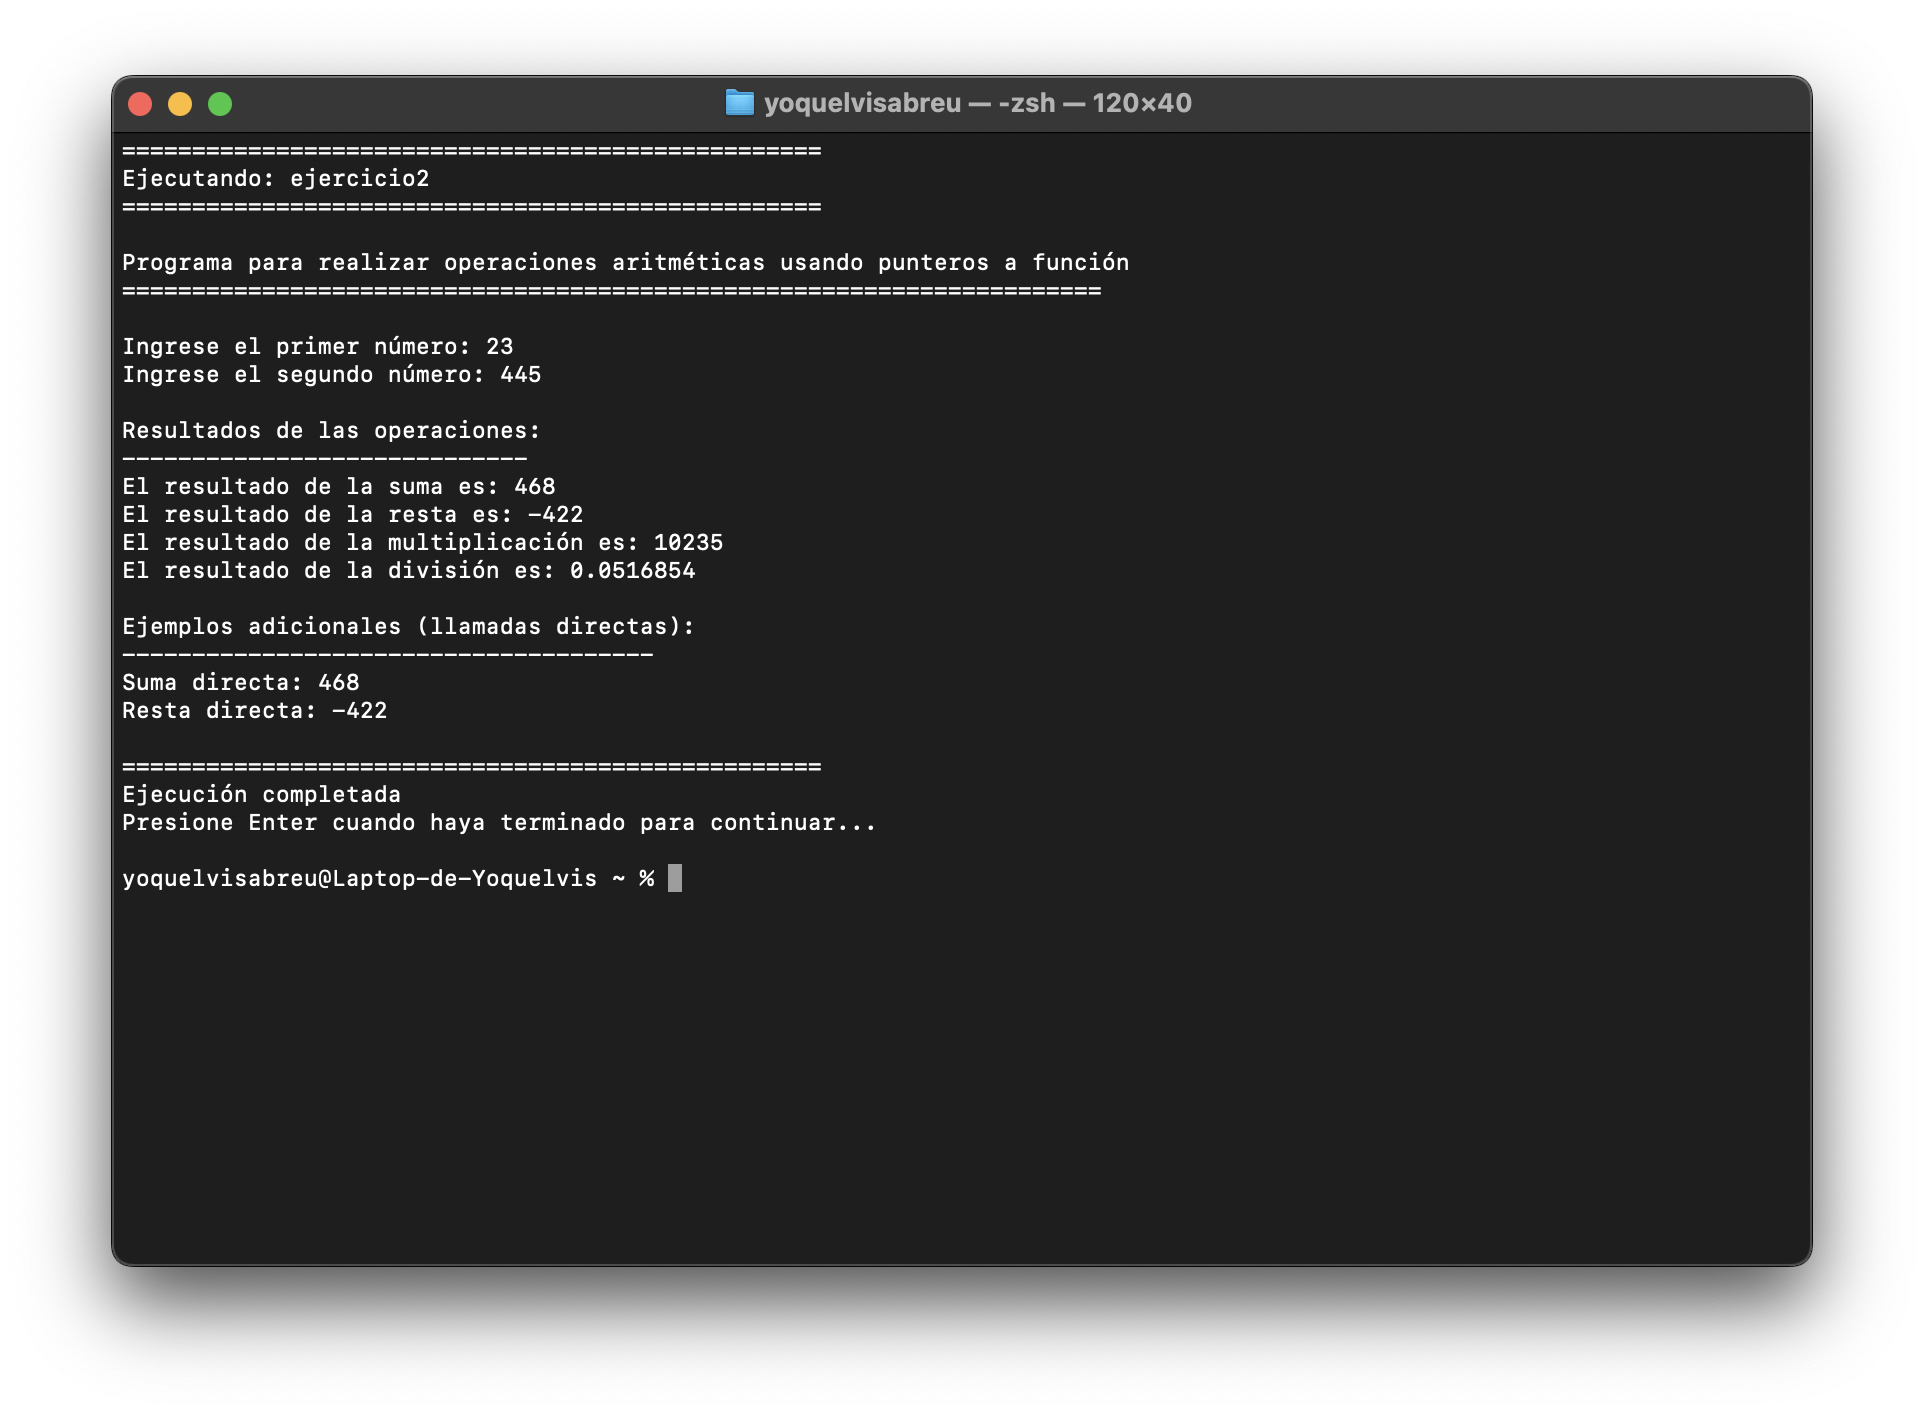 yoquelvisabreu — -zsh — 120×40
==================================================
Ejecutando: ejercicio2
==================================================
Programa para realizar operaciones aritméticas usando punteros a función
======================================================================
Ingrese el primer número: 23
Ingrese el segundo número: 445
Resultados de las operaciones:
-----------------------------
El resultado de la suma es: 468
El resultado de la resta es: -422
El resultado de la multiplicación es: 10235
El resultado de la división es: 0.0516854
Ejemplos adicionales (llamadas directas):
--------------------------------------
Suma directa: 468
Resta directa: -422
==================================================
Ejecución completada
Presione Enter cuando haya terminado para continuar...
yoquelvisabreu@Laptop-de-Yoquelvis ~ %